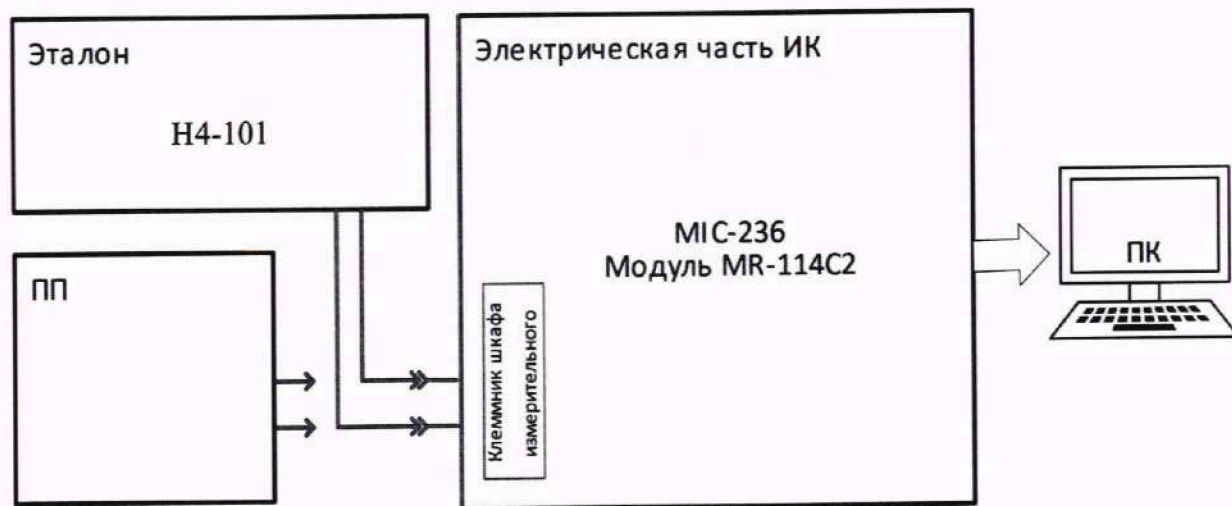 Эталон
Н4-101
Электрическая часть ИК
MIC-236
Модуль MR-114C2
ПК
ПП
Клеммник шкафа
измерительного